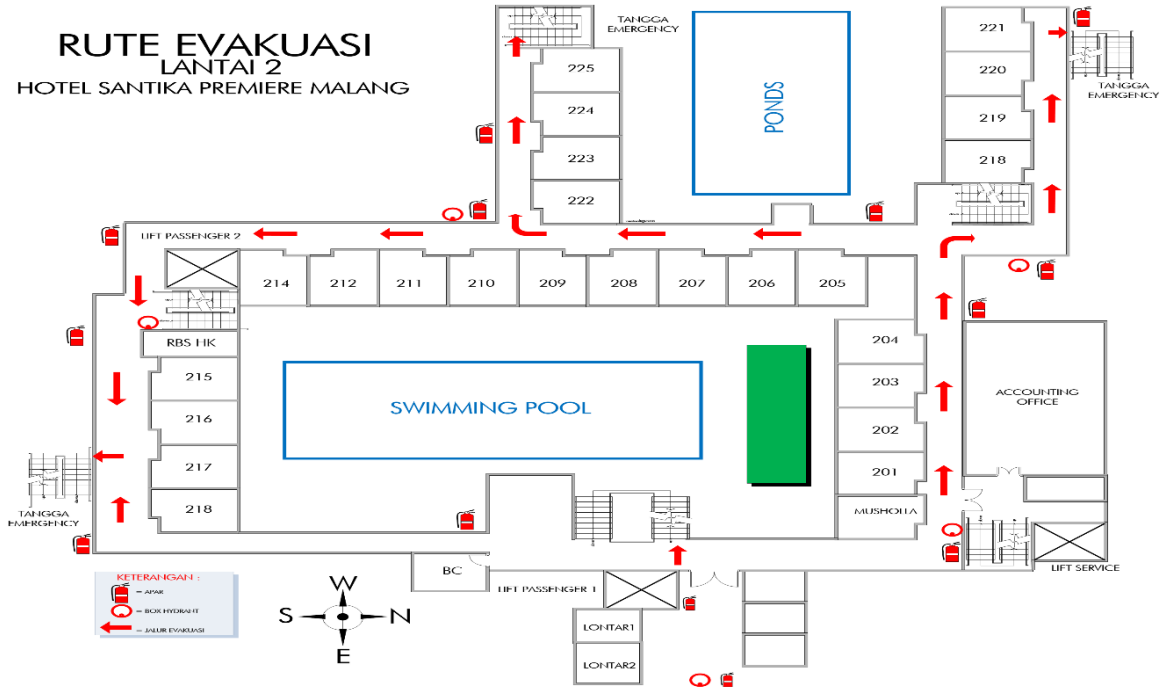 RUTE EVAKUASI
LANTAI 2
HOTEL SANTIKA PREMIERE MALANG
TANGGA
EMERGENCY
PONDS
TANGGA
EMERGENCY
225
224
223
222
221
220
219
218
LIFT PASSENGER 2
214
212
211
210
209
208
207
206
205
RBS HK
215
216
217
218
SWIMMING POOL
204
203
202
201
MUSHOLLA
ACCOUNTING
OFFICE
TANGGA
EMERGENCY
LIFT SERVICE
BC
LIFT PASSENGER 1
LONTAR1
LONTAR2
KETERANGAN :
= APAR
= BOX HYDRANT
= JALUR EVAKUASI
W
S
N
E